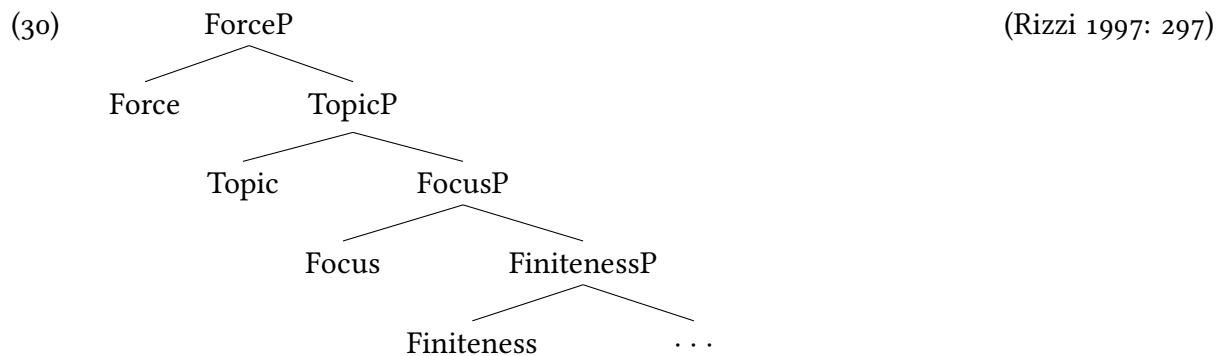 (30) ForceP (Rizzi 1997: 297)
Force TopicP
Topic FocusP
Focus FinitenessP
Finiteness . . .